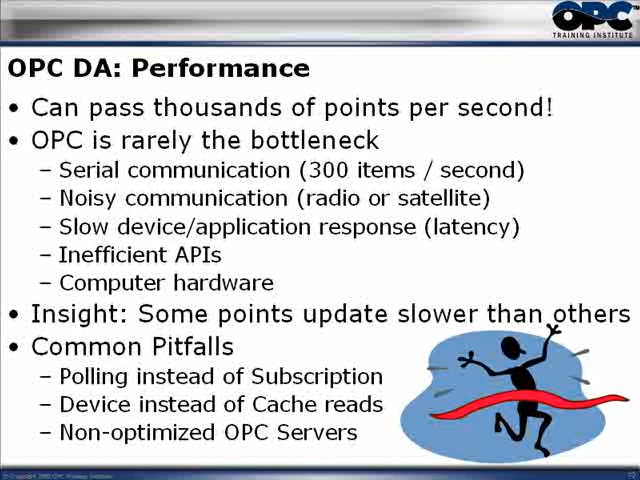 OPC
TRAINING INSTITUTE
OPC DA: Performance
• Can pass thousands of points per second!
• OPC is rarely the bottleneck
– Serial communication (300 items / second)
– Noisy communication (radio or satellite)
– Slow device/application response (latency)
– Inefficient APIs
– Computer hardware
• Insight: Some points update slower than others
• Common Pitfalls
– Polling instead of Subscription
– Device instead of Cache reads
– Non-optimized OPC Servers